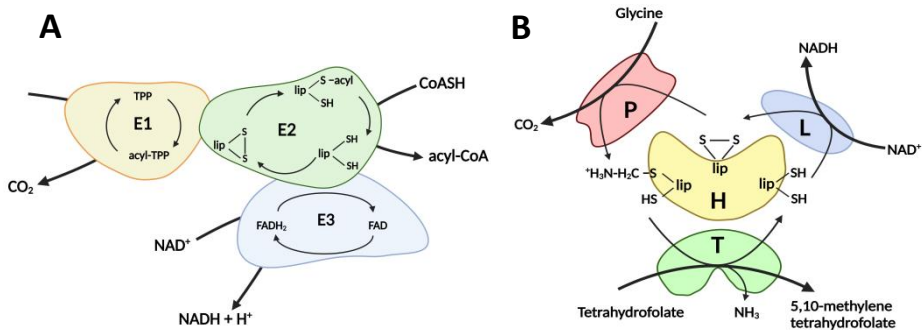 A
TPP
E1
acyl-TPP
CO₂
lip
S
S
lip
S-acyl
SH
E2
lip
SH
SH
CoASH
acyl-CoA
FADH₂
E3
FAD
NAD⁺
NADH + H⁺
B
Glycine
P
CO₂
NADH
L
NAD⁺
S S
lip
⁺H₃N-H₂C-S
HS
lip
H
lip
SH
SH
T
Tetrahydrofolate
NH₃
5,10-methylene
tetrahydrofolate